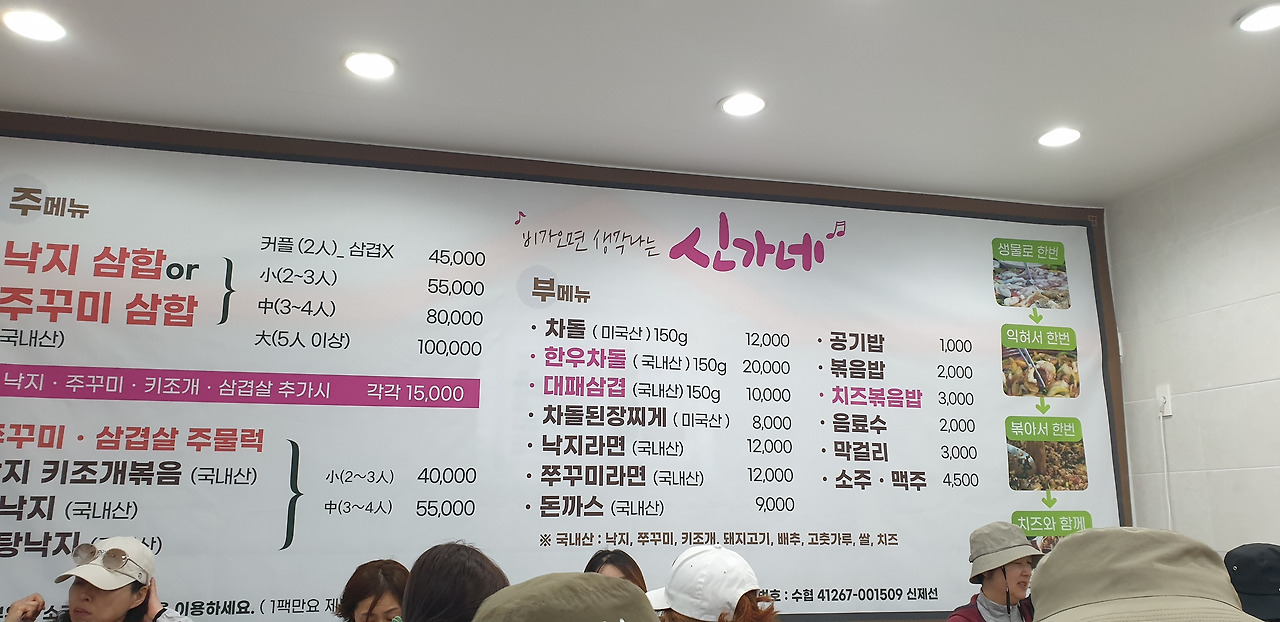 주메뉴
낙지 삼합or
주꾸미 삼합
국내산)
커플 (2人)_ 삼겹X 45,000
小(2~3人) 55,000
中(3~4人) 80,000
大(5人 이상) 100,000
낙지 · 주꾸미 · 키조개 · 삼겹살 추가시 각각 15,000
주꾸미 · 삼겹살 주물럭
키조개볶음 (국내산)
낙지 (국내산)
탕낙지
小(2~3人) 40,000
中(3~4人) 55,000
이용하세요. ( 1팩만요
비가오면 생각나는 신가네
부메뉴
· 차돌 ( 미국산 ) 150g 12,000
· 한우차돌 ( 국내산 ) 150g 20,000
· 대패삼겹 (국내산) 150g 10,000
· 차돌된장찌개 ( 미국산 ) 8,000
· 낙지라면 (국내산) 12,000
· 쭈꾸미라면 (국내산) 12,000
· 돈까스 (국내산) 9,000
· 공기밥 1,000
· 볶음밥 2,000
· 치즈볶음밥 3,000
· 음료수 2,000
· 막걸리 3,000
· 소주 · 맥주 4,500
※ 국내산 : 낙지, 쭈꾸미, 키조개. 돼지고기, 배추, 고춧가루, 쌀, 치즈
: 수협 41267-001509 신제선
생물로 한번
익혀서 한번
볶아서 한번
치즈와 함께